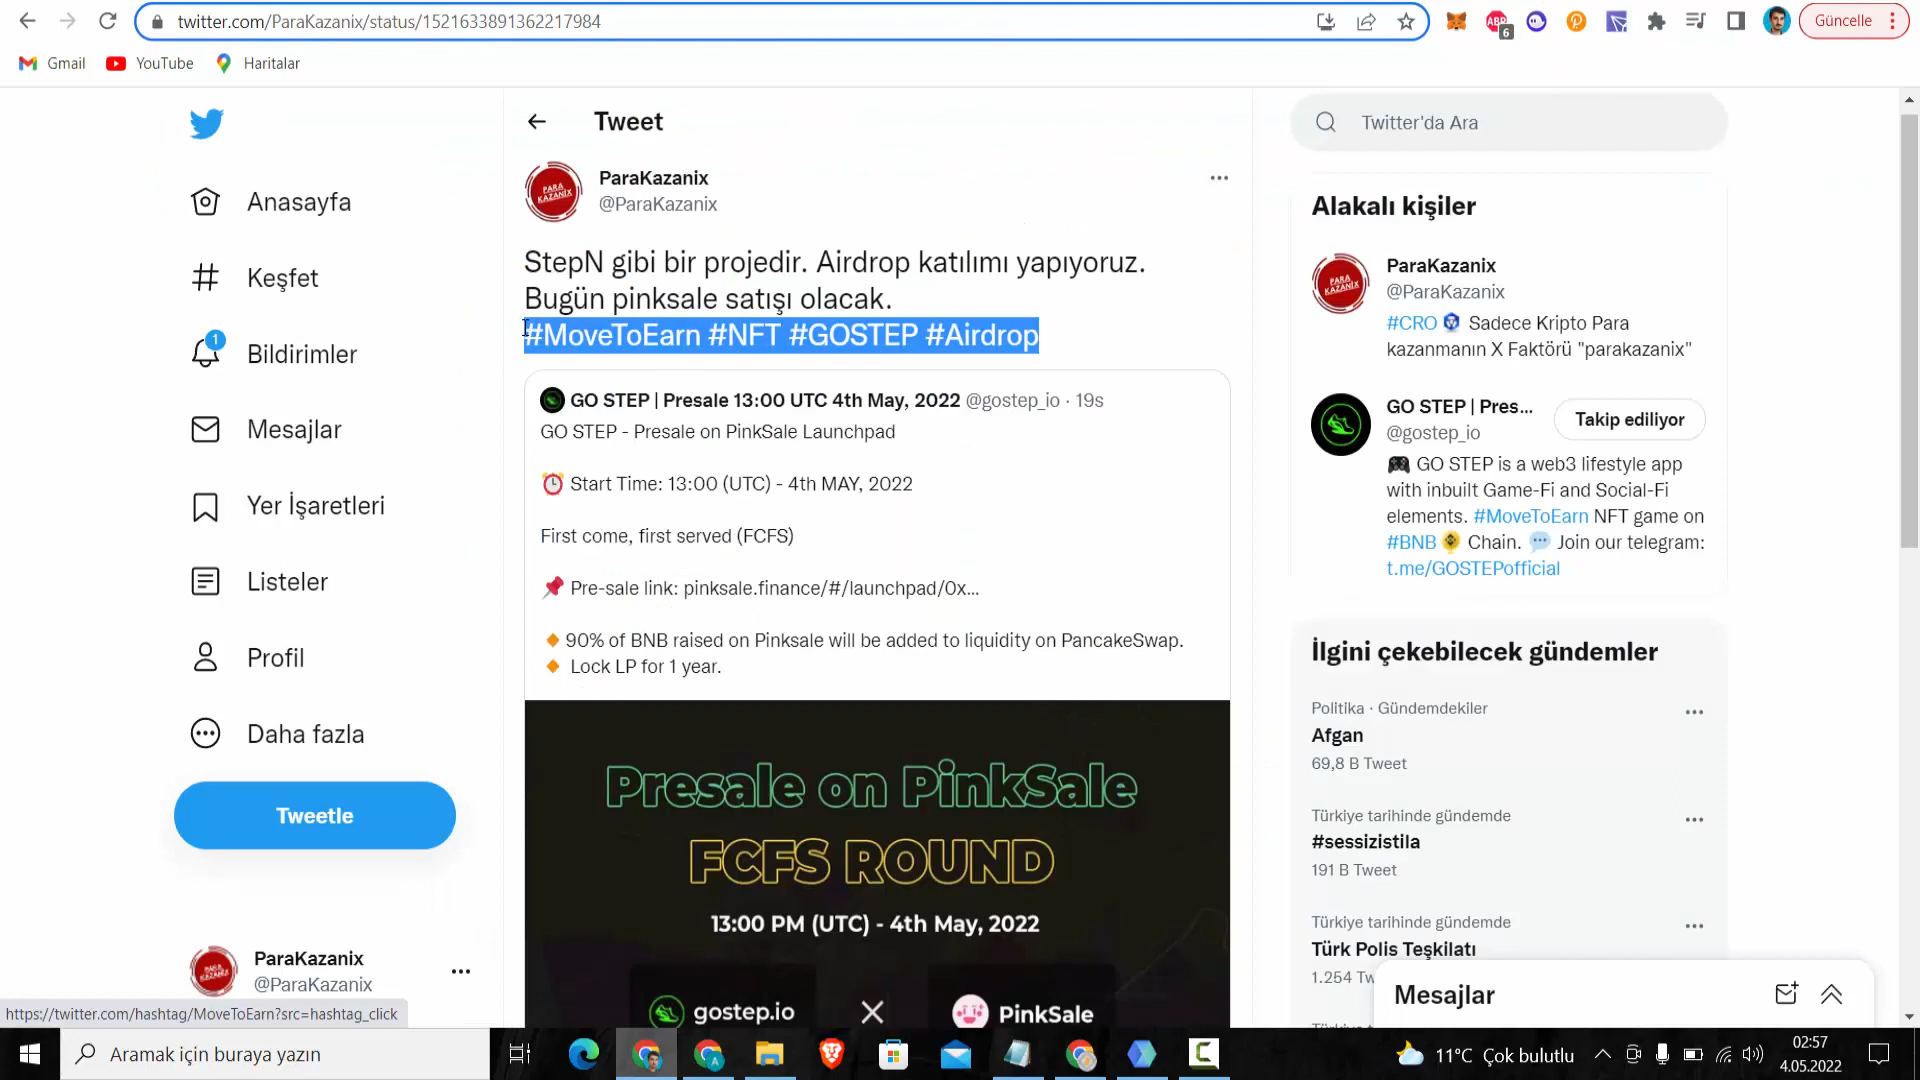 twitter.com/ParaKazanix/status/1521633891362217984
ABP
6
Güncelle
Gmail
YouTube
Haritalar
Anasayfa
Keşfet
1
Bildirimler
Mesajlar
Yer İşaretleri
Listeler
Profil
Daha fazla
Tweetle
ParaKazanix
@ParaKazanix
Tweet
PARA
KAZANIX
ParaKazanix
@ParaKazanix
StepN gibi bir projedir. Airdrop katılımı yapıyoruz.
Bugün pinksale satışı olacak.
#MoveToEarn #NFT #GOSTEP #Airdrop
GO STEP | Presale 13:00 UTC 4th May, 2022 @gostep_io · 19s
GO STEP - Presale on PinkSale Launchpad
Start Time: 13:00 (UTC) - 4th MAY, 2022
First come, first served (FCFS)
Pre-sale link: pinksale.finance/#/launchpad/0x...
90% of BNB raised on Pinksale will be added to liquidity on PancakeSwap.
Lock LP for 1 year.
Presale on PinkSale
FCFS ROUND
13:00 PM (UTC) - 4th May, 2022
gostep.io
PinkSale
Twitter'da Ara
Alakalı kişiler
PARA
KAZANIX
ParaKazanix
@ParaKazanix
#CRO Sadece Kripto Para
kazanmanın X Faktörü "parakazanix"
GO STEP | Pres...
@gostep_io
Takip ediliyor
GO STEP is a web3 lifestyle app
with inbuilt Game-Fi and Social-Fi
elements. #MoveToEarn NFT game on
#BNB Chain. Join our telegram:
t.me/GOSTEPofficial
İlgini çekebilecek gündemler
Politika · Gündemdekiler
Afgan
69,8 B Tweet
Türkiye tarihinde gündemde
#sessizistila
191 B Tweet
Türkiye tarihinde gündemde
Türk Polis Teşkilatı
1.254 Tw
Mesajlar
https://twitter.com/hashtag/MoveToEarn?src=hashtag_click
Aramak için buraya yazın
11°C Çok bulutlu
02:57
4.05.2022